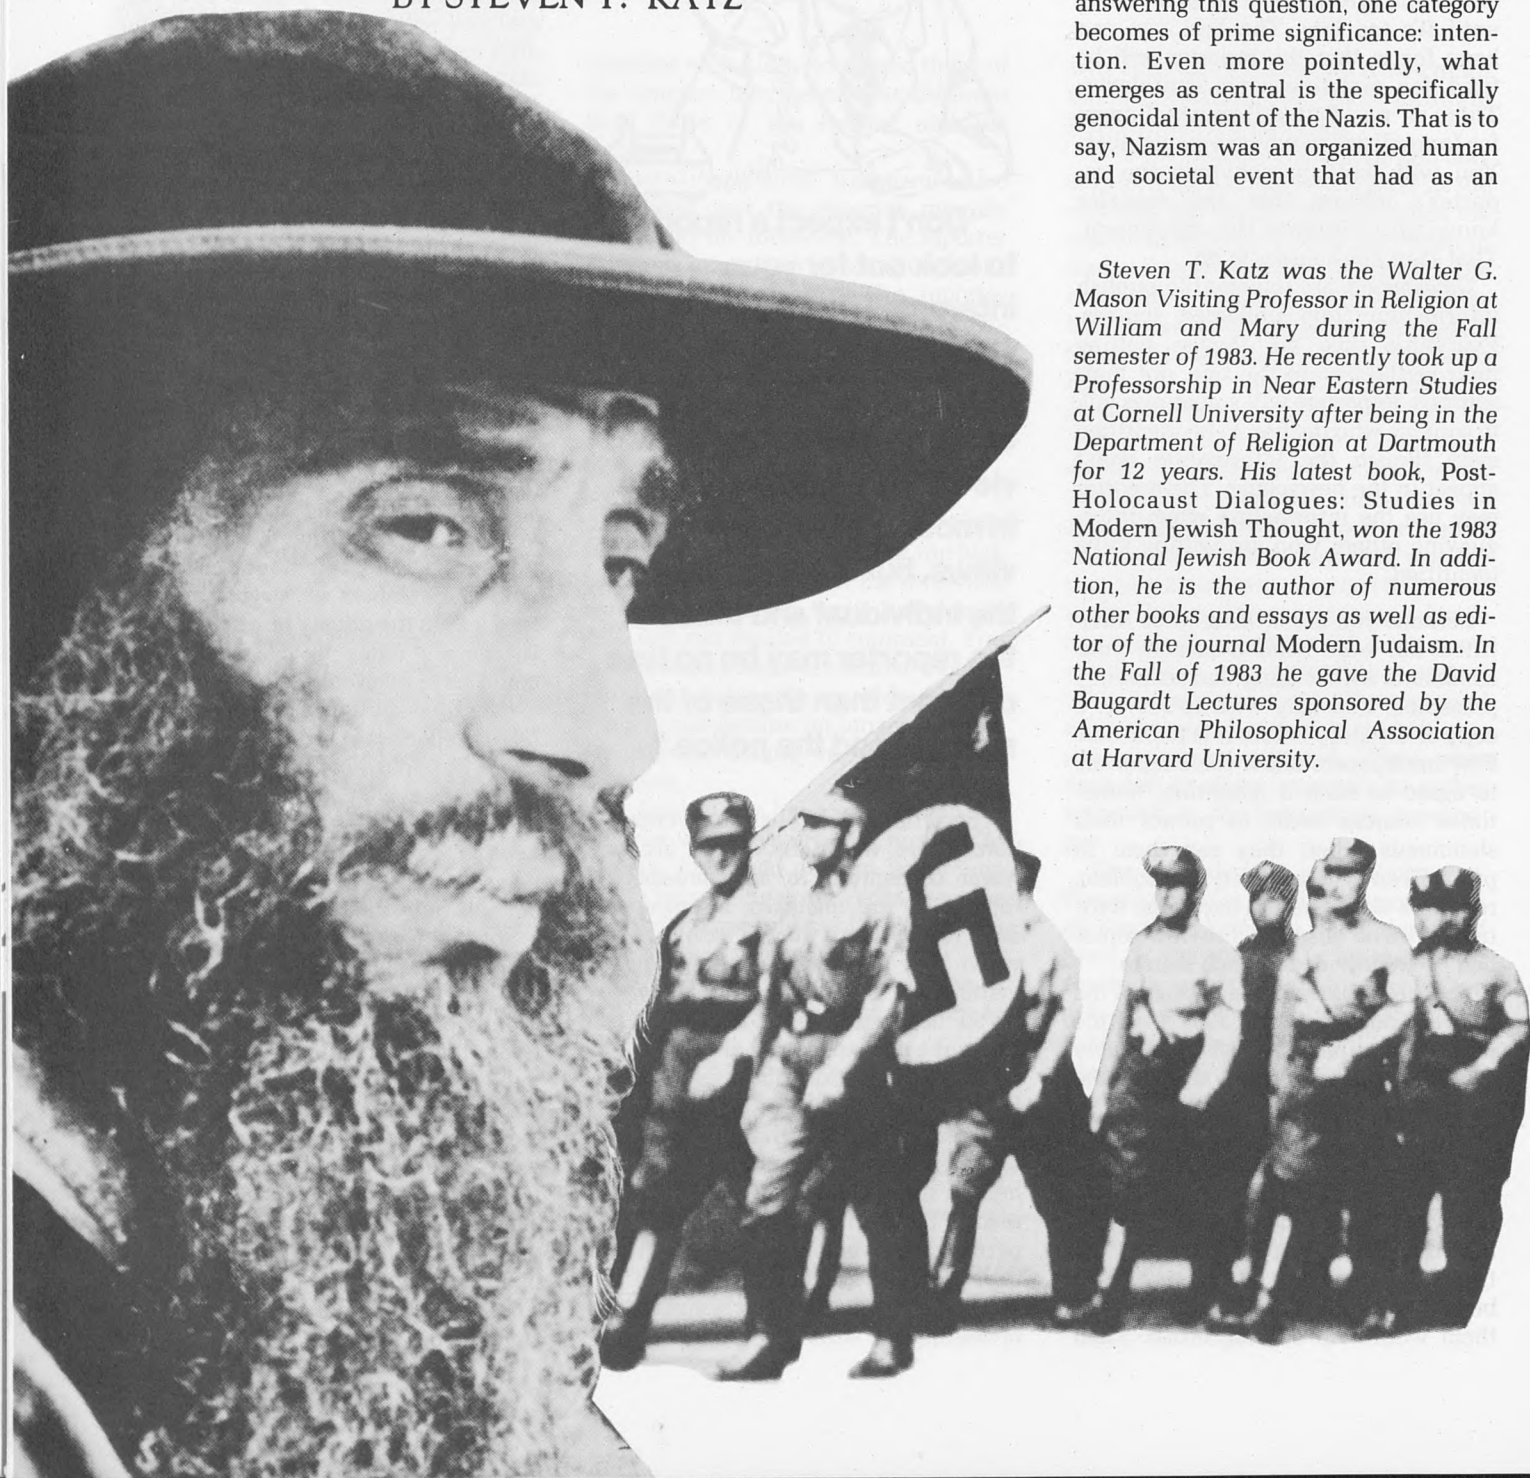 BY STEVEN T. KATZ
answering this question, one category
becomes of prime significance: inten-
tion. Even more pointedly, what
emerges as central is the specifically
genocidal intent of the Nazis. That is to
say, Nazism was an organized human
and societal event that had as an
Steven T. Katz was the Walter G.
Mason Visiting Professor in Religion at
William and Mary during the Fall
semester of 1983. He recently took up a
Professorship in Near Eastern Studies
at Cornell University after being in the
Department of Religion at Dartmouth
for 12 years. His latest book, Post-
Holocaust Dialogues: Studies in
Modern Jewish Thought, won the 1983
National Jewish Book Award. In addi-
tion, he is the author of numerous
other books and essays as well as edi-
tor of the journal Modern Judaism. In
the Fall of 1983 he gave the David
Baugardt Lectures sponsored by the
American Philosophical Association
at Harvard University.